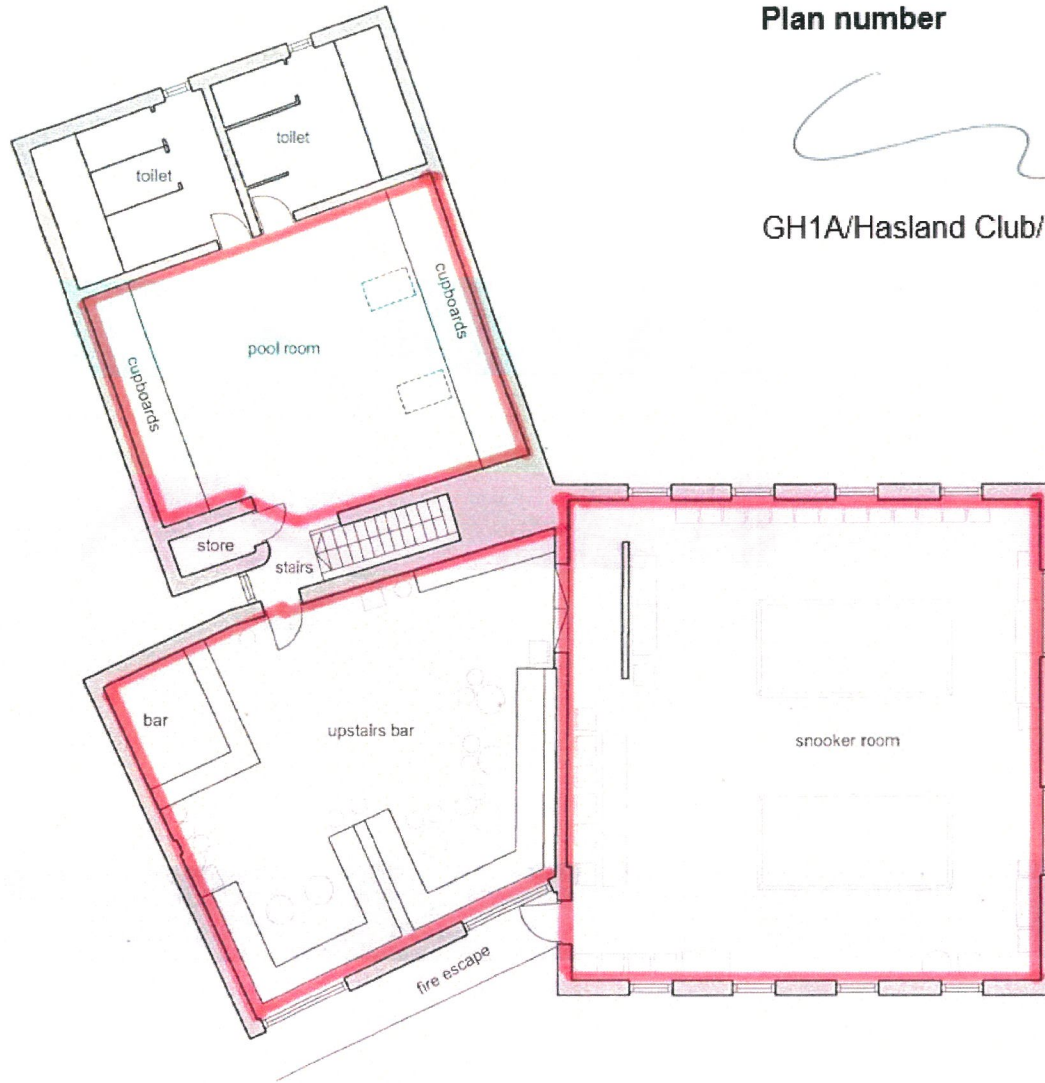 Plan number
GH1A/Hasland Club/
toilet
toilet
cupboards
pool room
cupboards
store
stairs
bar
upstairs bar
snooker room
fire escape